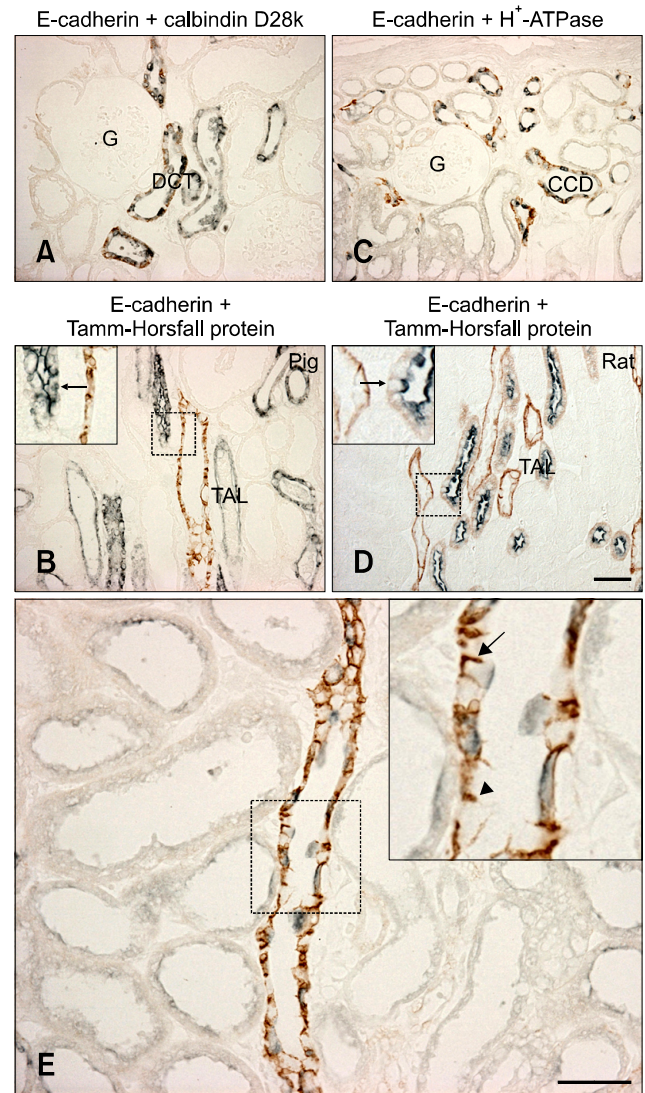 E-cadherin + calbindin D28k
E-cadherin + H⁺-ATPase
G
DCT
A
G
CCD
C
E-cadherin +
Tamm-Horsfall protein
E-cadherin +
Tamm-Horsfall protein
Pig
TAL
B
Rat
TAL
D
E